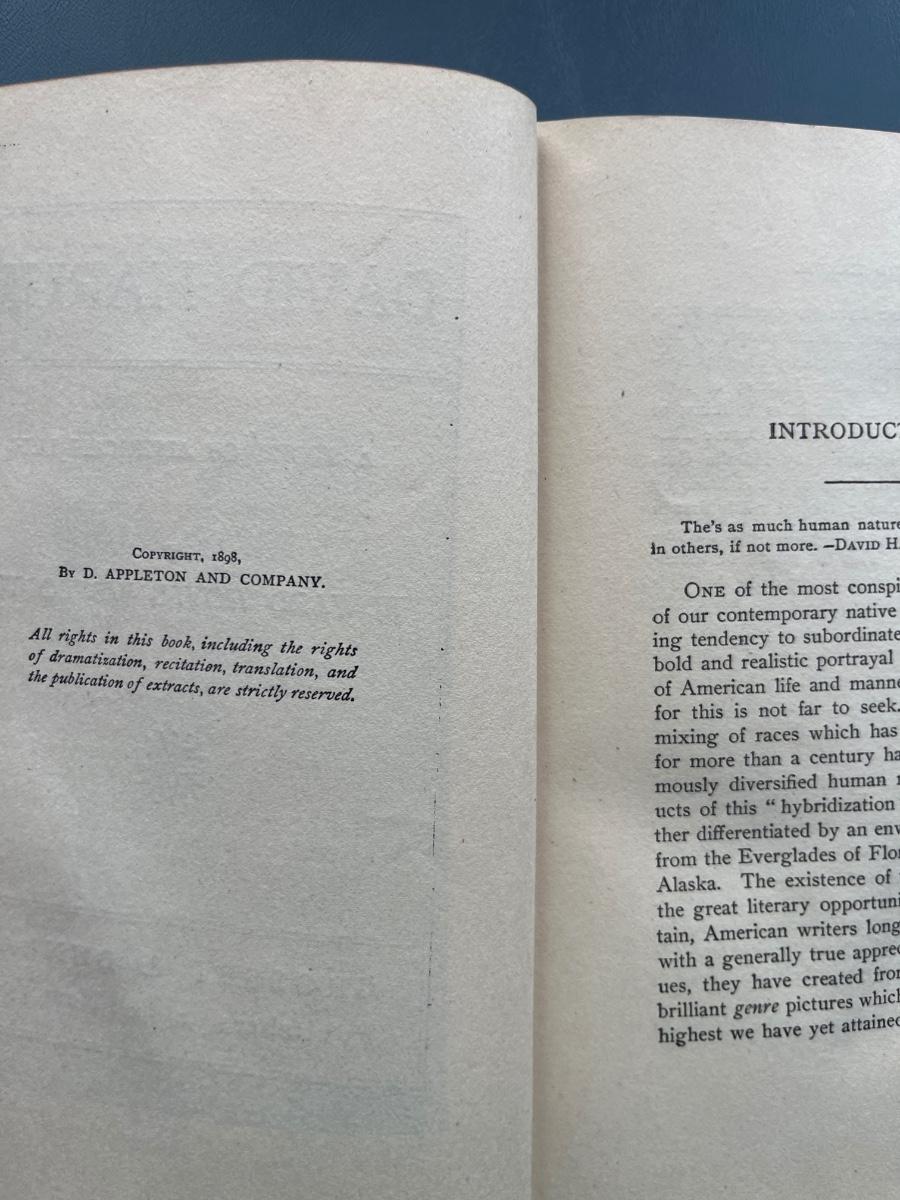 COPYRIGHT, 1898,
BY D. APPLETON AND COMPANY.
All rights in this book, including the rights
of dramatization, recitation, translation, and
the publication of extracts, are strictly reserved.
INTRODUC
The's as much human nature
in others, if not more. —DAVID H
ONE of the most conspi
of our contemporary native
ing tendency to subordinate
bold and realistic portrayal
of American life and manne
for this is not far to seek.
mixing of races which has
for more than a century ha
mously diversified human
ucts of this “ hybridization
ther differentiated by an env
from the Everglades of Flo
Alaska. The existence of
the great literary opportuni
tain, American writers long
with a generally true appre
ues, they have created fro
brilliant genre pictures whic
highest we have yet attained